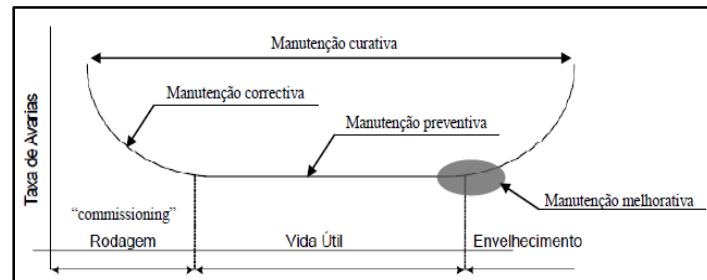 Manutenção curativa
Manutenção correctiva
Manutenção preventiva
Taxa de Avarias
Manutenção melhorativa
“commissioning”
Rodagem
Vida Útil
Envelhecimento